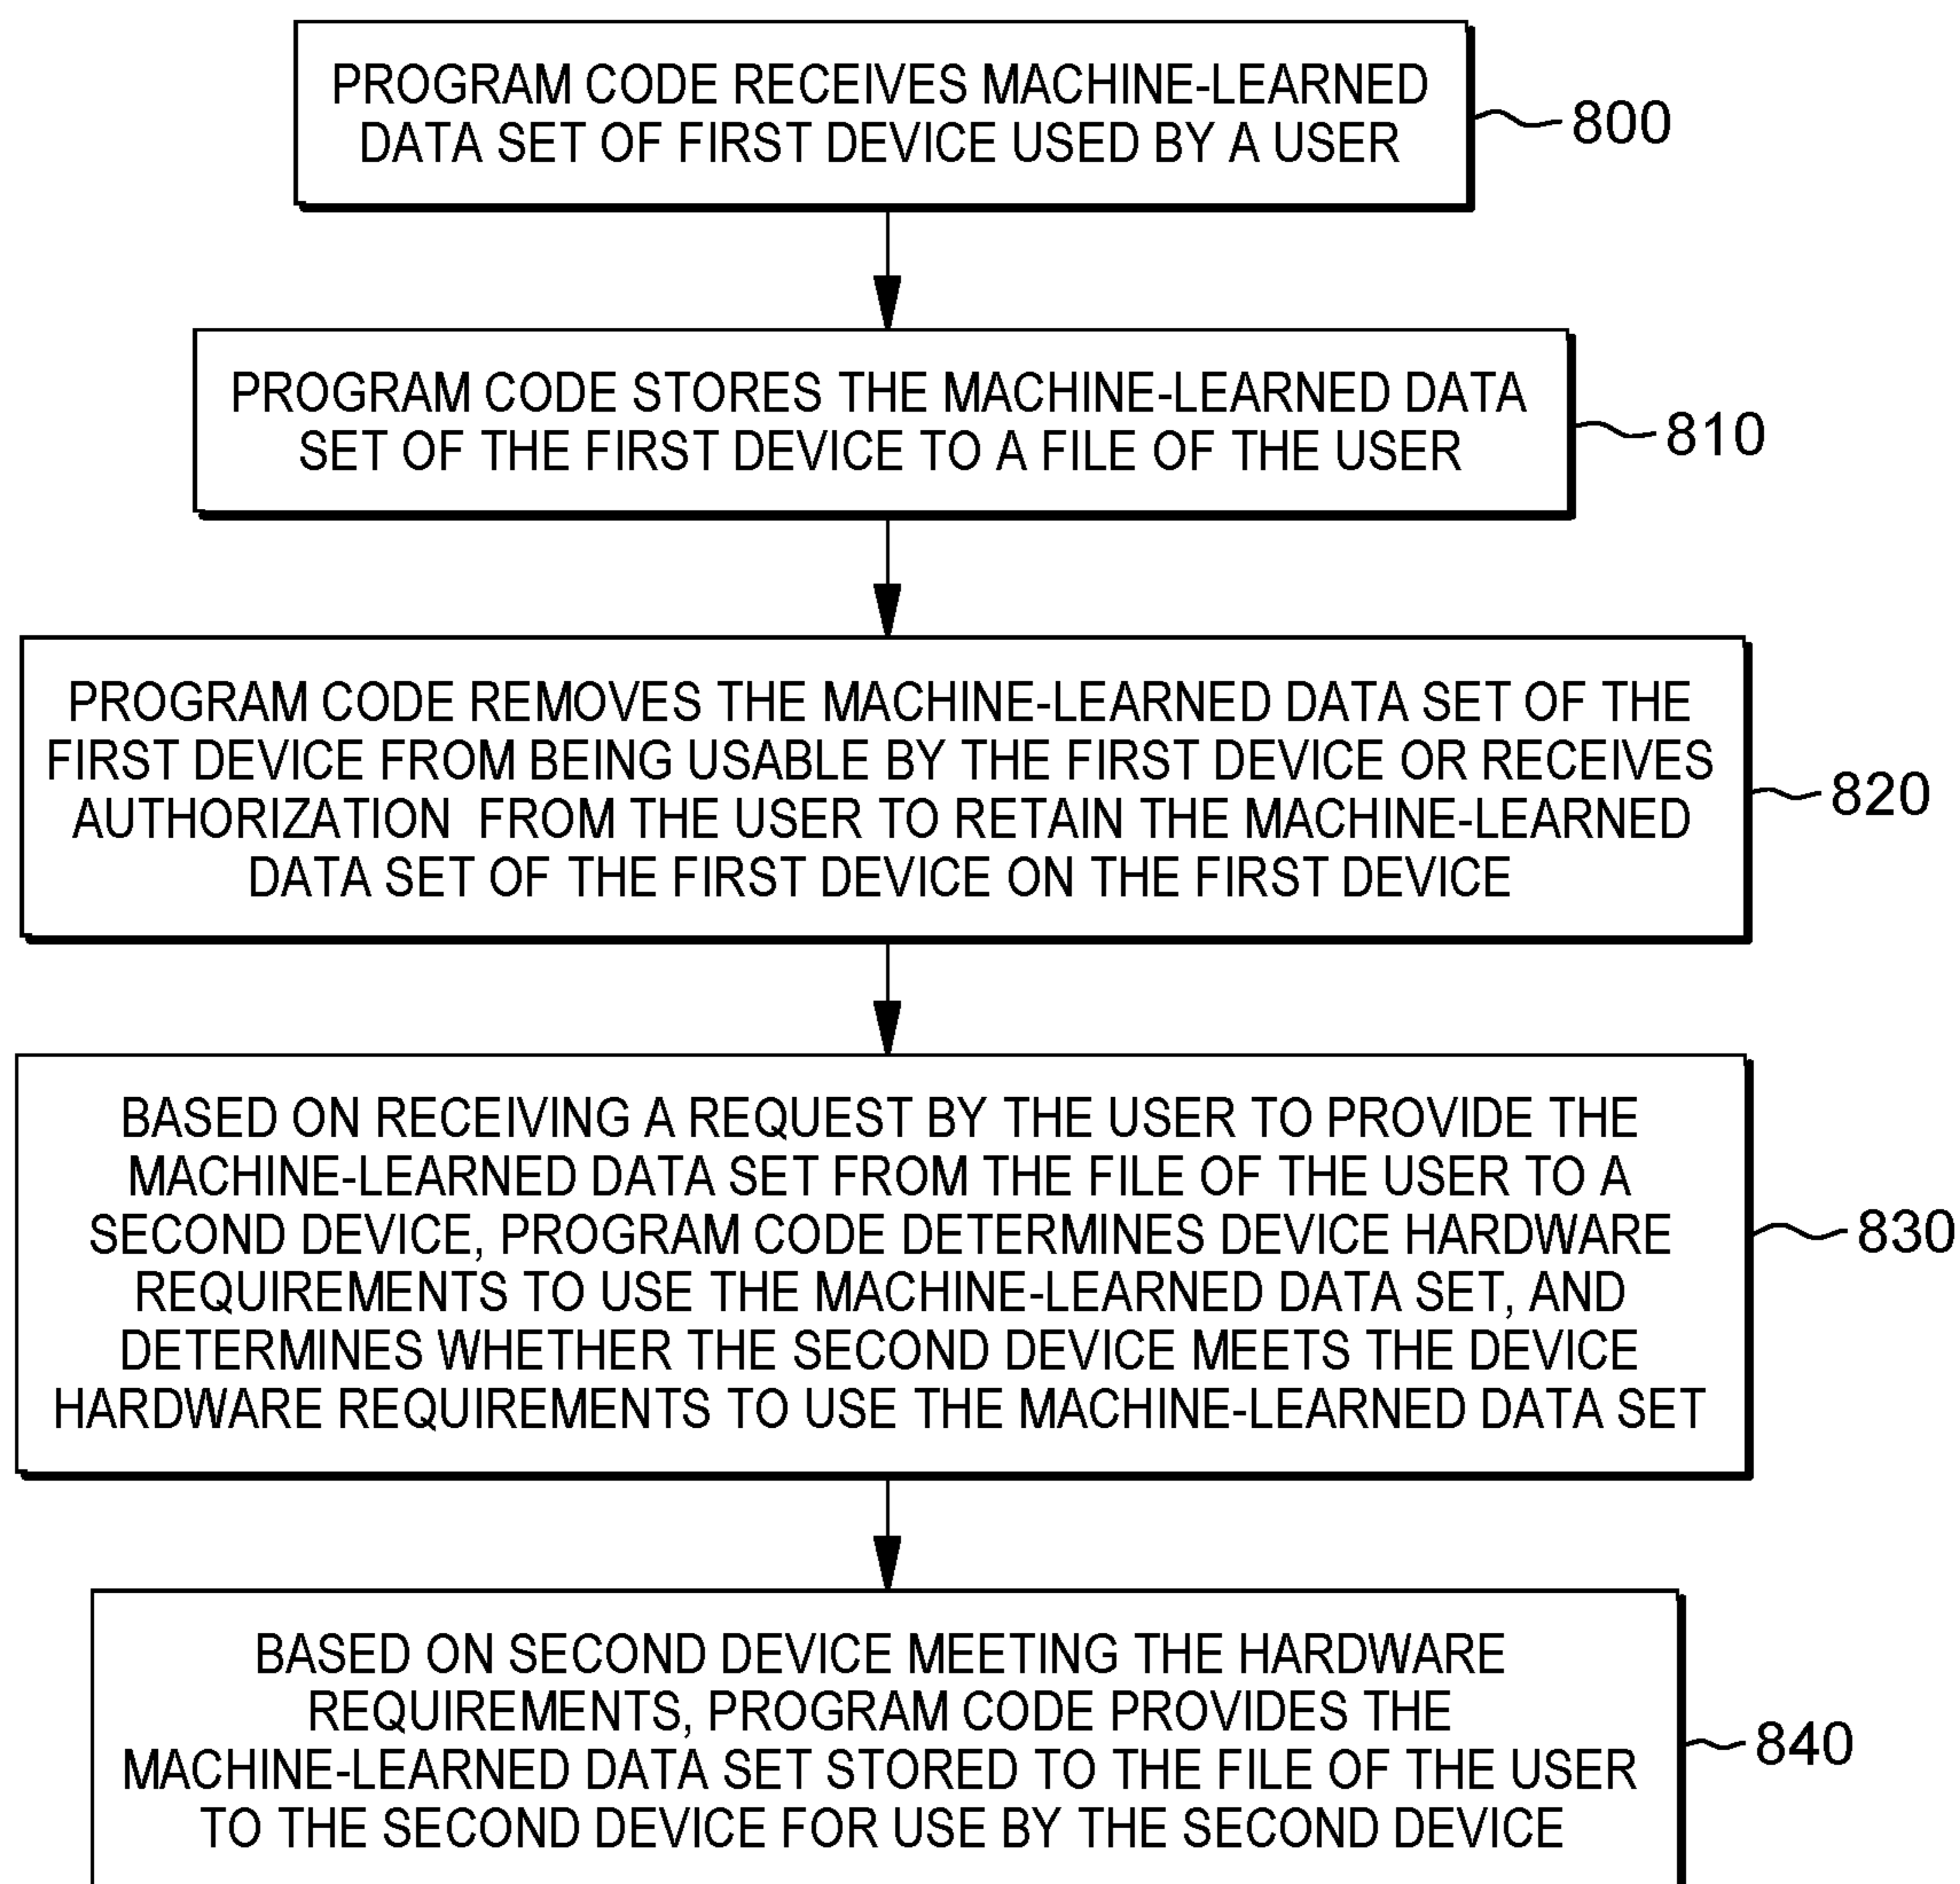 PROGRAM CODE RECEIVES MACHINE-LEARNED
DATA SET OF FIRST DEVICE USED BY A USER
800
PROGRAM CODE STORES THE MACHINE-LEARNED DATA
SET OF THE FIRST DEVICE TO A FILE OF THE USER
810
PROGRAM CODE REMOVES THE MACHINE-LEARNED DATA SET OF THE
FIRST DEVICE FROM BEING USABLE BY THE FIRST DEVICE OR RECEIVES
AUTHORIZATION FROM THE USER TO RETAIN THE MACHINE-LEARNED
DATA SET OF THE FIRST DEVICE ON THE FIRST DEVICE
820
BASED ON RECEIVING A REQUEST BY THE USER TO PROVIDE THE
MACHINE-LEARNED DATA SET FROM THE FILE OF THE USER TO A
SECOND DEVICE, PROGRAM CODE DETERMINES DEVICE HARDWARE
REQUIREMENTS TO USE THE MACHINE-LEARNED DATA SET, AND
DETERMINES WHETHER THE SECOND DEVICE MEETS THE DEVICE
HARDWARE REQUIREMENTS TO USE THE MACHINE-LEARNED DATA SET
830
BASED ON SECOND DEVICE MEETING THE HARDWARE
REQUIREMENTS, PROGRAM CODE PROVIDES THE
MACHINE-LEARNED DATA SET STORED TO THE FILE OF THE USER
TO THE SECOND DEVICE FOR USE BY THE SECOND DEVICE
840